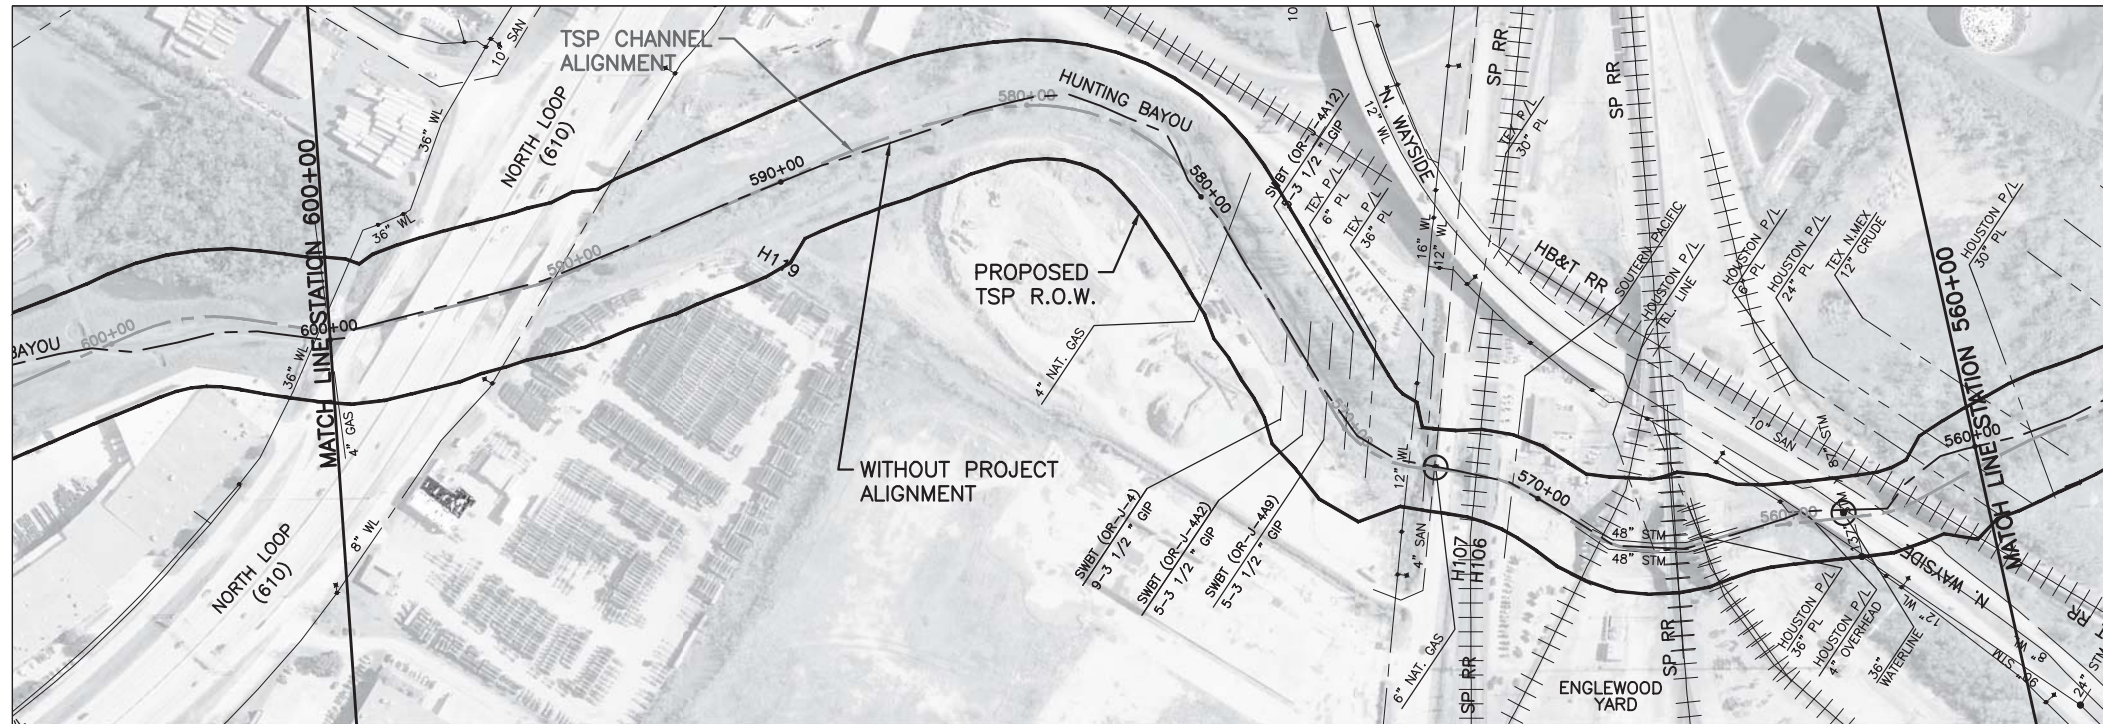 TSP CHANNEL
ALIGNMENT
10" SAN
36" WL
NORTH LOOP
(610)
MATCH LINE STATION 600+00
36" WL
590+00
580+00
HUNTING BAYOU
580+00
590+00
H119
PROPOSED
TSP R.O.W.
600+00
600+00
BAYOU
36" WL
4" GAS
8" WL
NORTH LOOP
(610)
WITHOUT PROJECT
ALIGNMENT
4" NAT. GAS
SWBT (OR-J-4A12)
TEX P/L
6" PL
TEX P/L
36" PL
N. WAYSIDE
12" WL
SP RR
SP RR
TEX P/L
30" PL
16" WL
12" WL
HB&T RR
SOUTERN PACIFIC
HOUSTON P/L
TEL. LINE
HOUSTON P/L
6" PL
HOUSTON P/L
24" PL
TEX N.MEX
12" CRUDE
HOUSTON P/L
30" PL
MATCH LINE STATION 560+00
560+00
10" SAN
87" STM
12" WL
570+00
48" STM
48" STM
560+00
SWBT (OR-J-4)
9-3 1/2 " GIP
SWBT (OR-J-4A2)
5-3 1/2 " GIP
SWBT (OR-J-4A9)
5-3 1/2 " GIP
4" SAN
H107
H106
6" NAT. GAS
SP RR
SP RR
ENGLEWOOD
YARD
HOUSTON P/L
36" PL
HOUSTON P/L
4" OVERHEAD
36"
WATERLINE
12" WL
N. WAYSIDE
8" WL
24" STM
RR